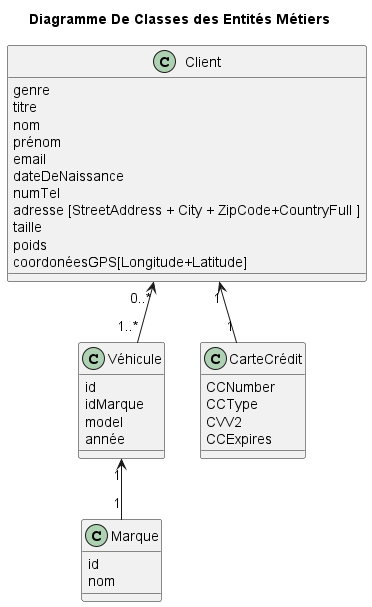 Diagramme De Classes des Entités Métiers
C Client
genre
titre
nom
prénom
email
dateDeNaissance
numTel
adresse [StreetAddress + City + ZipCode+CountryFull ]
taille
poids
coordonéesGPS[Longitude+Latitude]
0..* 1
1..* 1
C Véhicule
id
idMarque
model
année
C CarteCrédit
CCNumber
CCType
CVV2
CCExpires
1
1
C Marque
id
nom